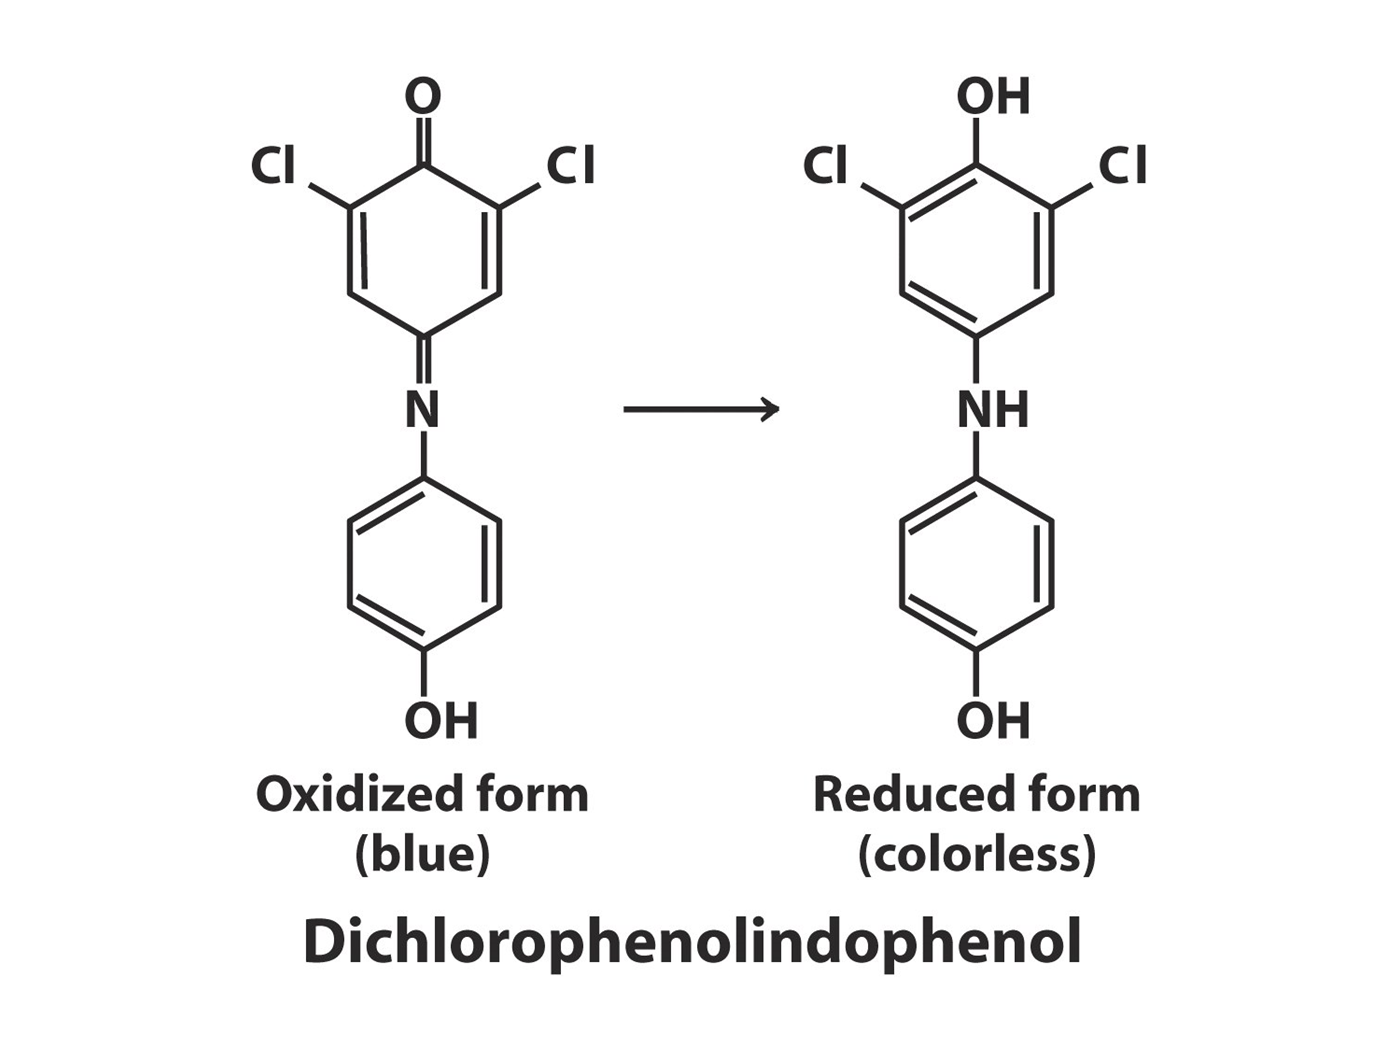 O
OH
Cl
Cl
Cl
Cl
N
NH
OH
OH
Oxidized form
(blue)
Reduced form
(colorless)
Dichlorophenolindophenol